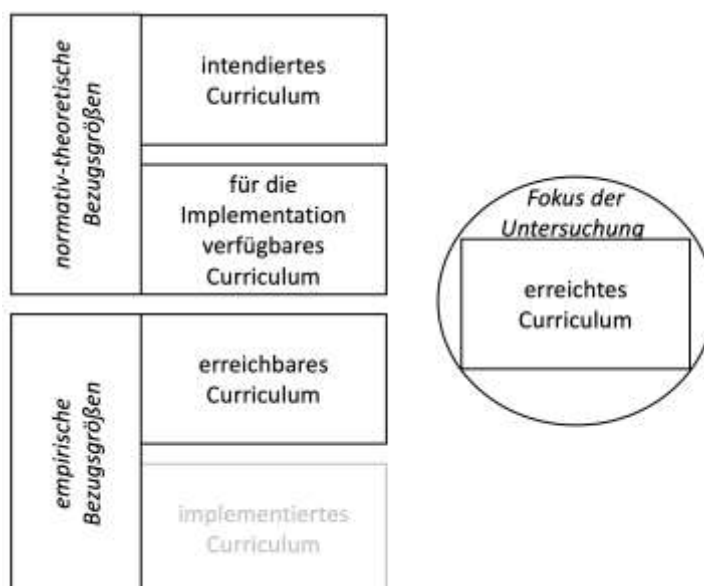 normativ-theoretische
Bezugsgrößen
intendiertes
Curriculum
für die
Implementation
verfügbares
Curriculum
empirische
Bezugsgrößen
erreichbares
Curriculum
implementiertes
Curriculum
Fokus der
Untersuchung
erreichtes
Curriculum